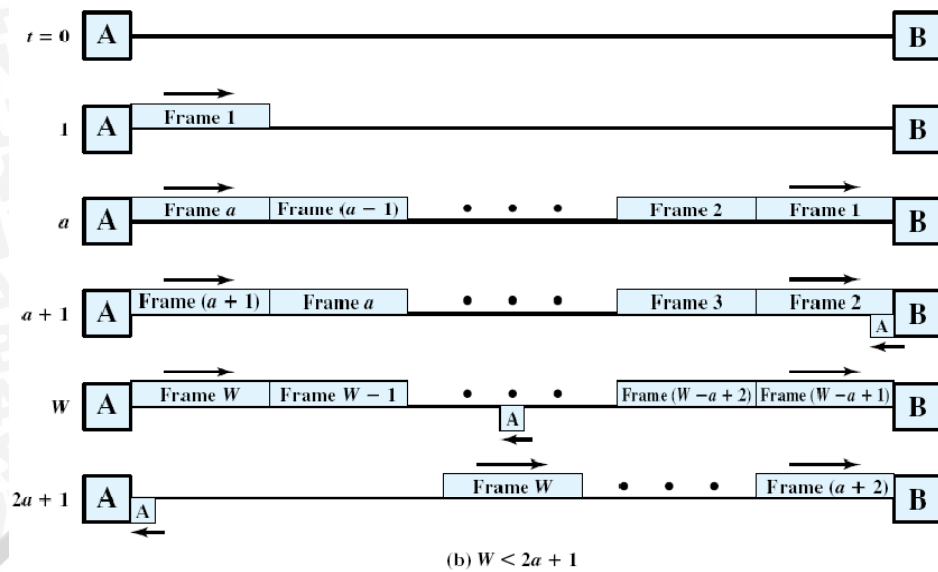 t = 0 A B
1 A Frame 1 B
a A Frame a Frame (a − 1) • • • Frame 2 Frame 1 B
a + 1 A Frame (a + 1) Frame a • • • Frame 3 Frame 2 A B
W A Frame W Frame W − 1 • • • A Frame (W − a + 2) Frame (W − a + 1) B
2a + 1 A A Frame W • • • Frame (a + 2) B
(b) W < 2a + 1